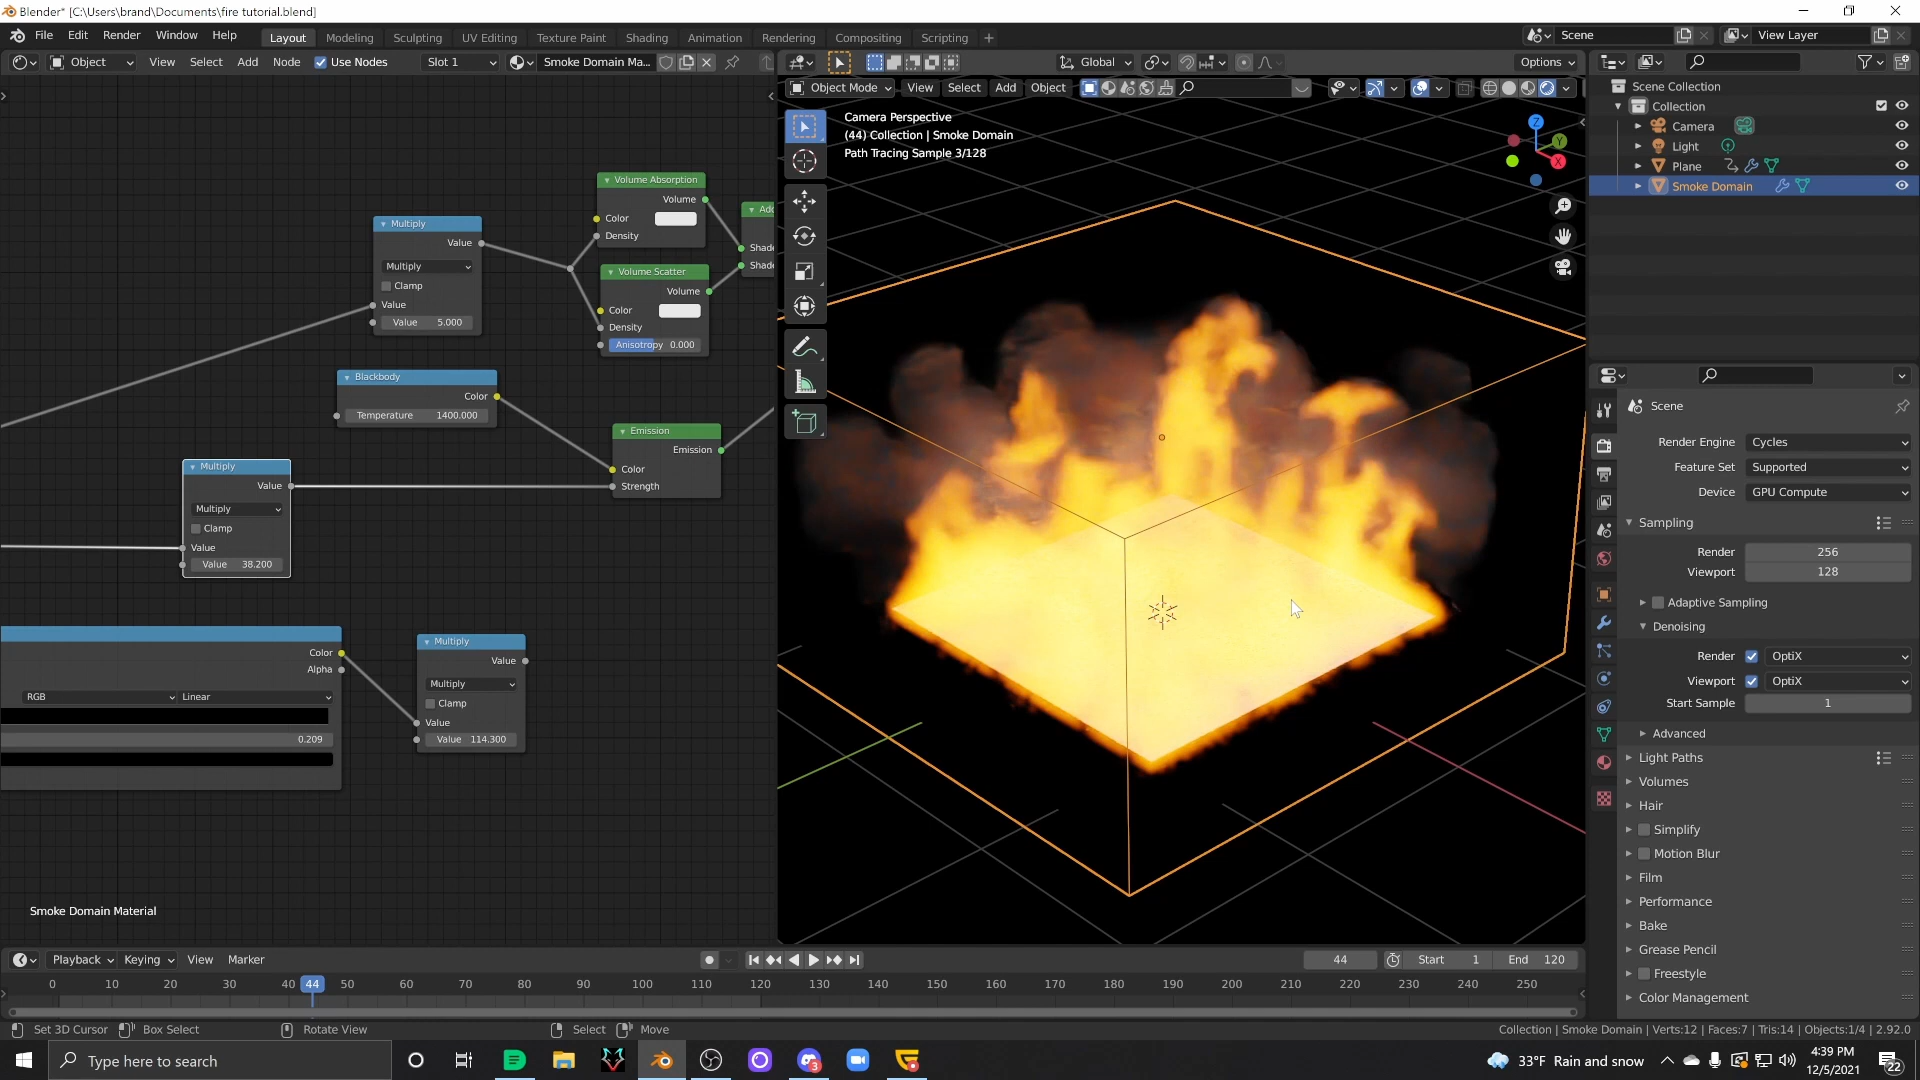 Blender* [C:\Users\brand\Documents\fire tutorial.blend]
File Edit Render Window Help Layout Modeling Sculpting UV Editing Texture Paint Shading Animation Rendering Compositing Scripting +
Scene View Layer
Object View Select Add Node Use Nodes Slot 1 Smoke Domain Ma...
Global Options
Object Mode View Select Add Object
Camera Perspective
(44) Collection | Smoke Domain
Path Tracing Sample 3/128
Z
Y
X
Multiply
Value
Multiply
Clamp
Value
Value 5.000
Volume Absorption
Volume
Color
Density
Volume Scatter
Volume
Color
Density
Anisotropy 0.000
Shade
Shade
Blackbody
Color
Temperature 1400.000
Emission
Emission
Color
Strength
Multiply
Value
Multiply
Clamp
Value
Value 38.200
Color
Alpha
RGB Linear
0.209
Multiply
Value
Multiply
Clamp
Value
Value 114.300
Smoke Domain Material
Scene Collection
Collection
Camera
Light
Plane
Smoke Domain
Scene
Render Engine Cycles
Feature Set Supported
Device GPU Compute
Sampling
Render 256
Viewport 128
Adaptive Sampling
Denoising
Render OptiX
Viewport OptiX
Start Sample 1
Advanced
Light Paths
Volumes
Hair
Simplify
Motion Blur
Film
Performance
Bake
Grease Pencil
Freestyle
Color Management
Playback Keying View Marker 44 Start 1 End 120
0 10 20 30 40 44 50 60 70 80 90 100 110 120 130 140 150 160 170 180 190 200 210 220 230 240 250
Set 3D Cursor Box Select Rotate View Select Move Collection | Smoke Domain | Verts:12 | Faces:7 | Tris:14 | Objects:1/4 | 2.92.0
Type here to search
3
33°F Rain and snow
4:39 PM
12/5/2021
22